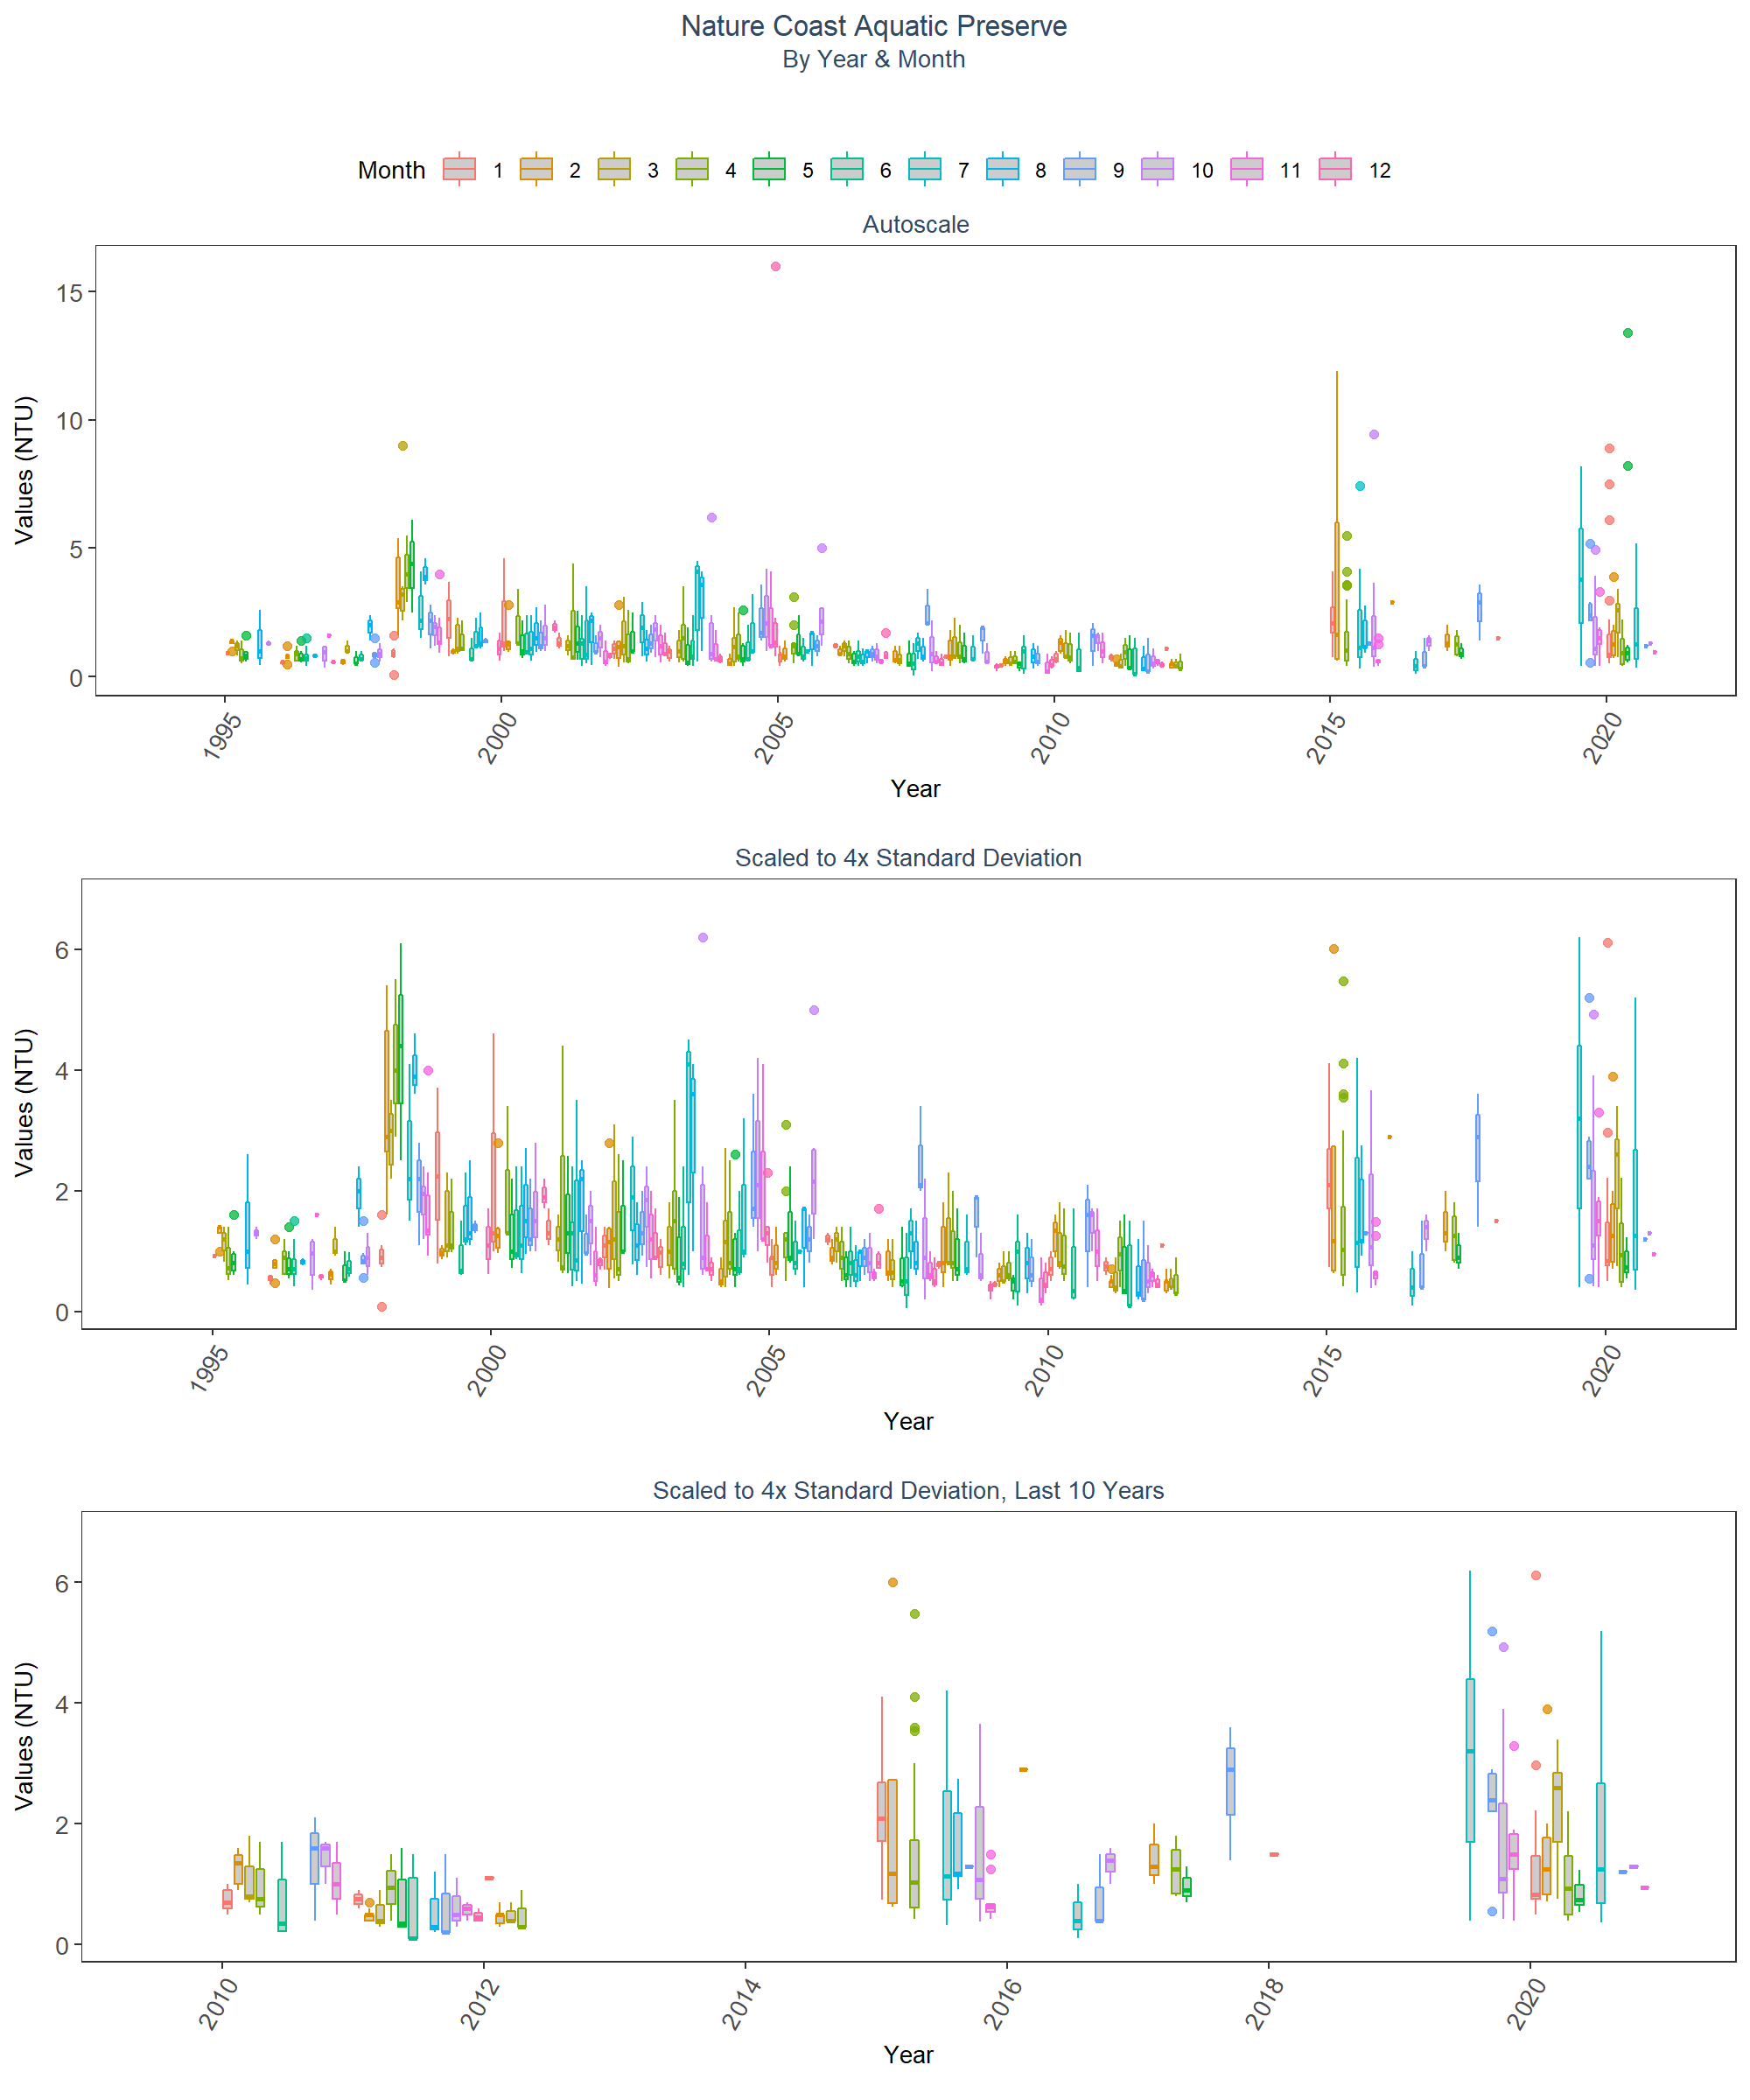 Nature Coast Aquatic Preserve
By Year & Month
Month 1 2 3 4 5 6 7 8 9 10 11 12
Autoscale
Values (NTU)
15
10
5
0
1995 2000 2005 2010 2015 2020
Year
Scaled to 4x Standard Deviation
Values (NTU)
6
4
2
0
1995 2000 2005 2010 2015 2020
Year
Scaled to 4x Standard Deviation, Last 10 Years
Values (NTU)
6
4
2
0
2010 2012 2014 2016 2018 2020
Year